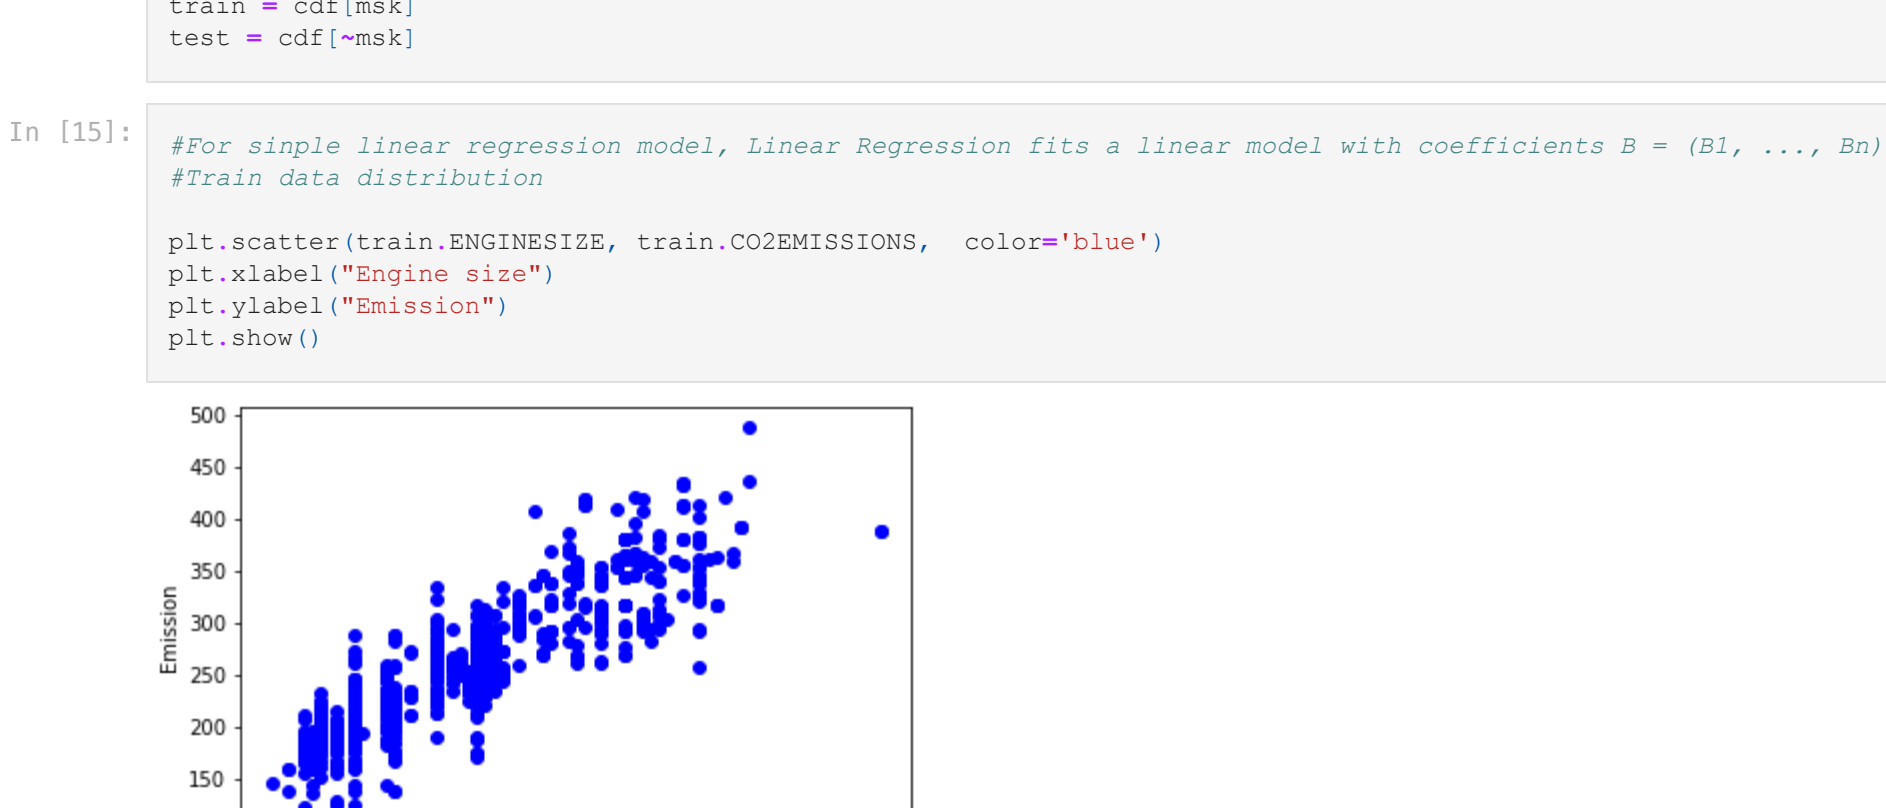 train = cdf[msk]
test = cdf[~msk]
In [15]:
#For sinple linear regression model, Linear Regression fits a linear model with coefficients B = (B1, ..., Bn)
#Train data distribution
plt.scatter(train.ENGINESIZE, train.CO2EMISSIONS,  color='blue')
plt.xlabel("Engine size")
plt.ylabel("Emission")
plt.show()
500
450
400
350
300
250
200
150
Emission